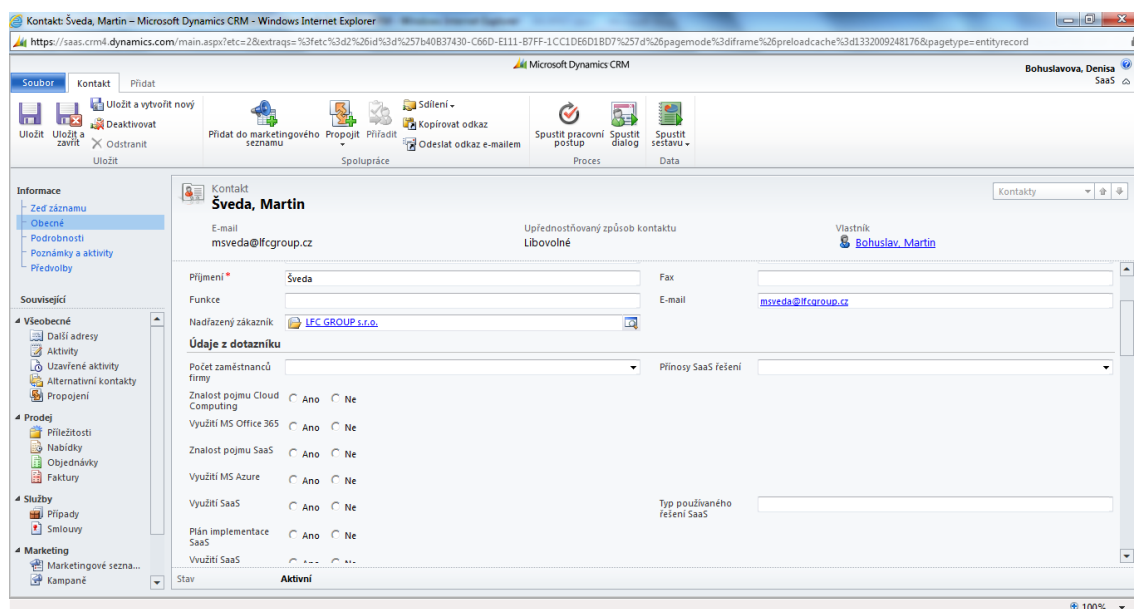 Kontakt: Šveda, Martin – Microsoft Dynamics CRM - Windows Internet Explorer
https://saas.crm4.dynamics.com/main.aspx?etc=2&extraqs=%3fetc%3d2%26id%3d%257b40B37430-C66D-E111-B7FF-1CC1DE6D1BD7%257d%26pagemode%3diframe%26preloadcache%3d1332009248176&pagetype=entityrecord
Microsoft Dynamics CRM
Bohuslavova, Denisa
SaaS
Soubor Kontakt Přidat
Uložit
Uložit a zavřít
Uložit a vytvořit nový
Deaktivovat
Odstranit
Uložit
Přidat do marketingového seznamu
Propojit
Přiřadit
Sdílení
Kopírovat odkaz
Odeslat odkaz e-mailem
Spolupráce
Spustit pracovní postup
Spustit dialog
Proces
Spustit sestavu
Data
Informace
Zeď záznamu
Obecné
Podrobnosti
Poznámky a aktivity
Předvolby
Související
Všeobecné
Další adresy
Aktivity
Uzavřené aktivity
Alternativní kontakty
Propojení
Prodej
Příležitosti
Nabídky
Objednávky
Faktury
Služby
Případy
Smlouvy
Marketing
Marketingové sezna...
Kampaně
Kontakt
Šveda, Martin
Kontakty
E-mail
msveda@lfcgroup.cz
Upřednostňovaný způsob kontaktu
Libovolné
Vlastník
Bohuslav, Martin
Příjmení * Šveda
Fax
Funkce
E-mail msveda@lfcgroup.cz
Nadřazený zákazník LFC GROUP s.r.o.
Údaje z dotazníku
Počet zaměstnanců firmy
Přínosy SaaS řešení
Znalost pojmu Cloud Computing Ano Ne
Využití MS Office 365 Ano Ne
Znalost pojmu SaaS Ano Ne
Využití MS Azure Ano Ne
Využití SaaS Ano Ne
Typ používaného řešení SaaS
Plán implementace SaaS Ano Ne
Využití SaaS Ano Ne
Stav Aktivní
100%